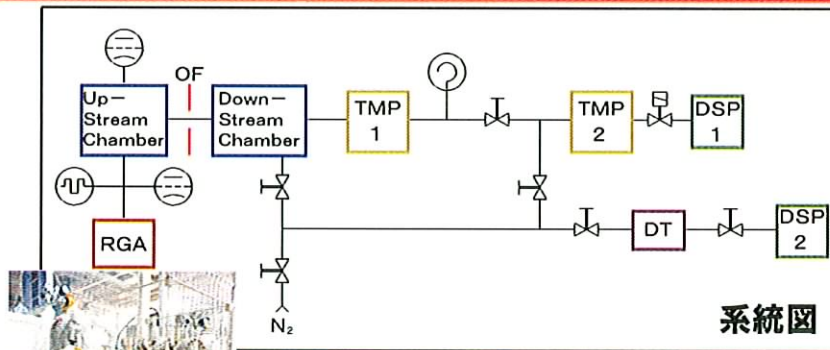 OF
Up-
Stream
Chamber
Down-
Stream
Chamber
TMP
1
TMP
2
DSP
1
RGA
DT
DSP
2
N₂
系統図